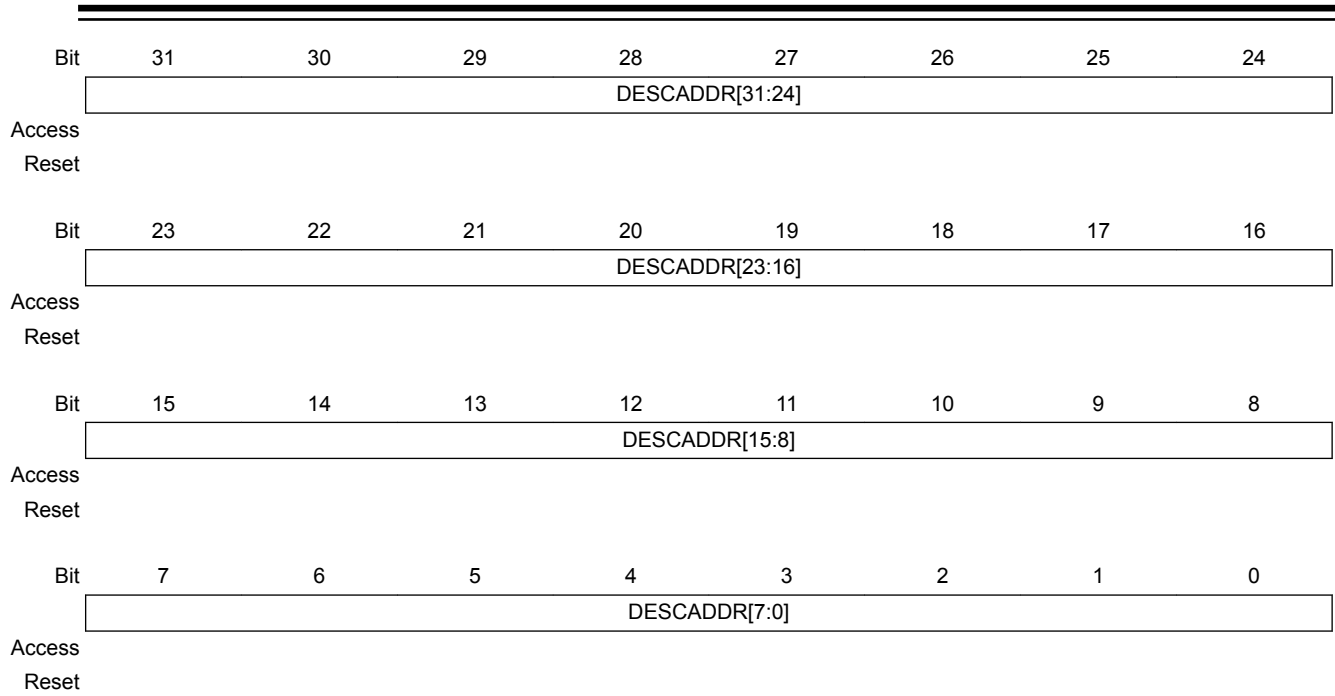 Bit 31 30 29 28 27 26 25 24
DESCADDR[31:24]
Access
Reset
Bit 23 22 21 20 19 18 17 16
DESCADDR[23:16]
Access
Reset
Bit 15 14 13 12 11 10 9 8
DESCADDR[15:8]
Access
Reset
Bit 7 6 5 4 3 2 1 0
DESCADDR[7:0]
Access
Reset